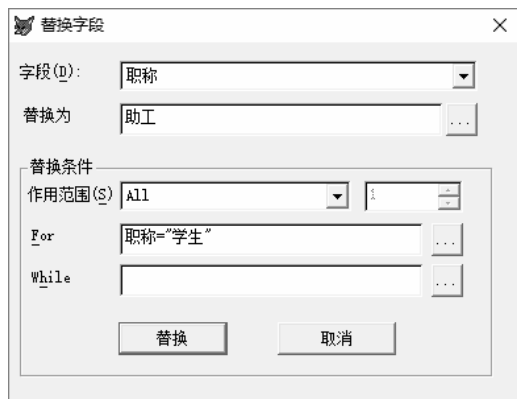 替换字段
字段(D): 职称
替换为 助工 ...
替换条件
作用范围(S) All 1
For 职称="学生" ...
While ...
替换 取消